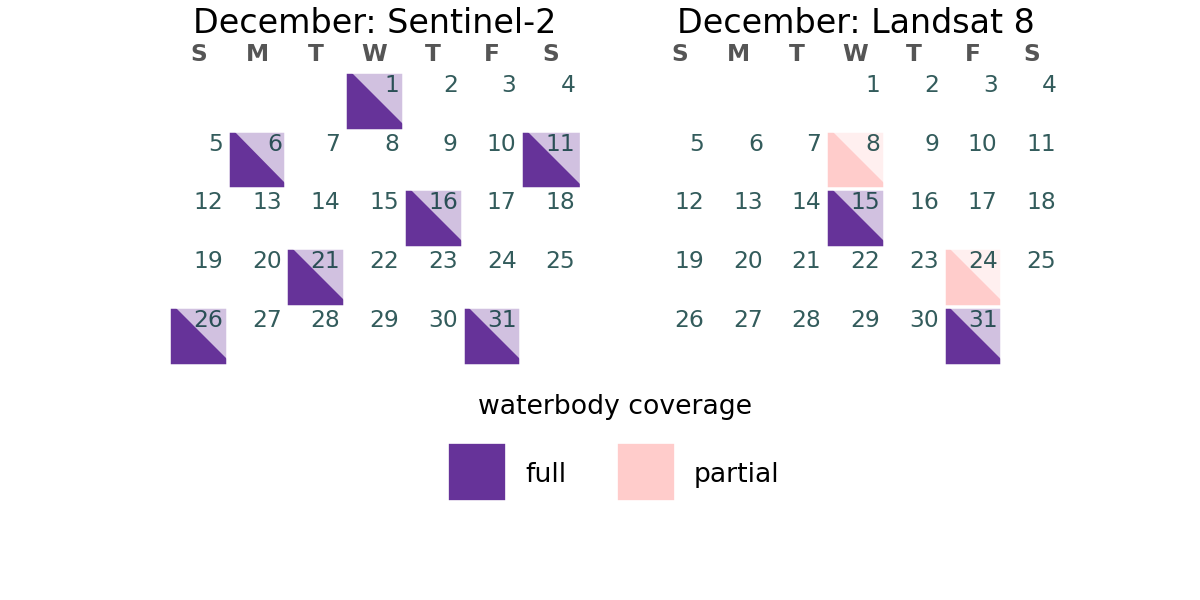 December: Sentinel-2
S M T W T F S
1 2 3 4
5 6 7 8 9 10 11
12 13 14 15 16 17 18
19 20 21 22 23 24 25
26 27 28 29 30 31
December: Landsat 8
S M T W T F S
1 2 3 4
5 6 7 8 9 10 11
12 13 14 15 16 17 18
19 20 21 22 23 24 25
26 27 28 29 30 31
waterbody coverage
full partial